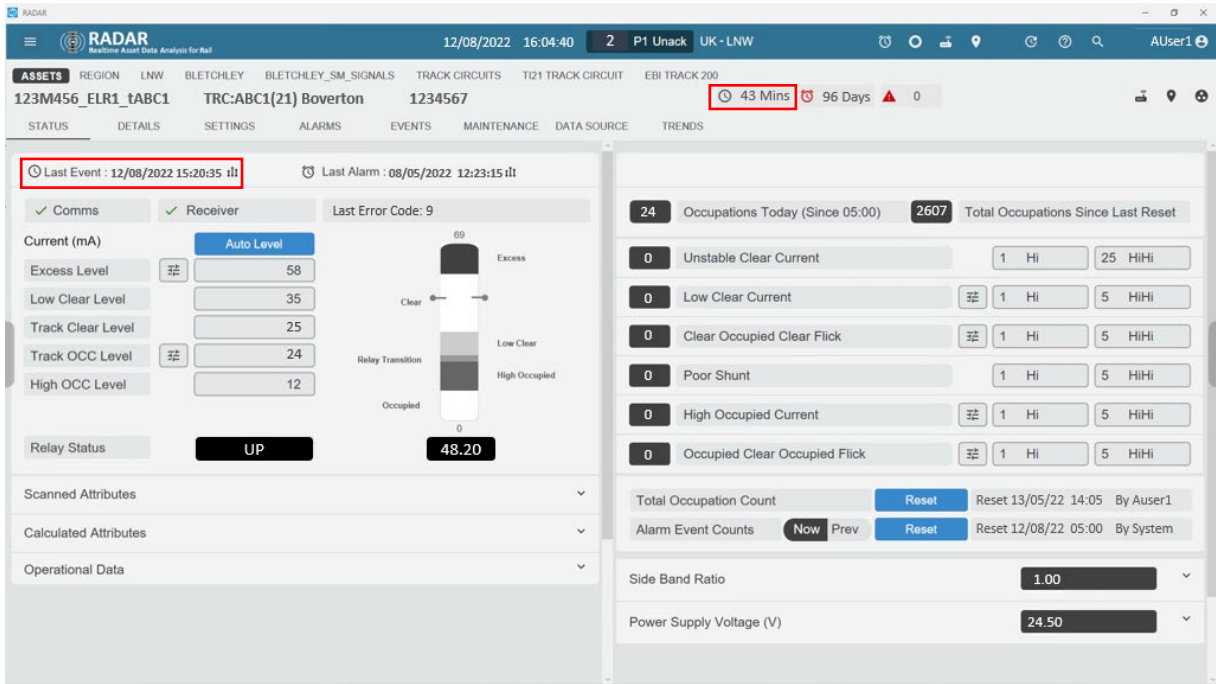 RADAR
RADAR
Realtime Asset Data Analysis for Rail
12/08/2022 16:04:40 2 P1 Unack UK - LNW AUser1
ASSETS REGION LNW BLETCHLEY BLETCHLEY_SM_SIGNALS TRACK CIRCUITS TI21 TRACK CIRCUIT EBI TRACK 200
123M456_ELR1_tABC1 TRC:ABC1(21) Boverton 1234567 43 Mins 96 Days 0
STATUS DETAILS SETTINGS ALARMS EVENTS MAINTENANCE DATA SOURCE TRENDS
Last Event : 12/08/2022 15:20:35 Last Alarm : 08/05/2022 12:23:15
Comms Receiver Last Error Code: 9
Current (mA) Auto Level
Excess Level 58
Low Clear Level 35
Track Clear Level 25
Track OCC Level 24
High OCC Level 12
69
Excess
Clear
Low Clear
Relay Transition
High Occupied
Occupied
0
Relay Status UP 48.20
Scanned Attributes
Calculated Attributes
Operational Data
24 Occupations Today (Since 05:00) 2607 Total Occupations Since Last Reset
0 Unstable Clear Current 1 Hi 25 HiHi
0 Low Clear Current 1 Hi 5 HiHi
0 Clear Occupied Clear Flick 1 Hi 5 HiHi
0 Poor Shunt 1 Hi 5 HiHi
0 High Occupied Current 1 Hi 5 HiHi
0 Occupied Clear Occupied Flick 1 Hi 5 HiHi
Total Occupation Count Reset Reset 13/05/22 14:05 By Auser1
Alarm Event Counts Now Prev Reset Reset 12/08/22 05:00 By System
Side Band Ratio 1.00
Power Supply Voltage (V) 24.50